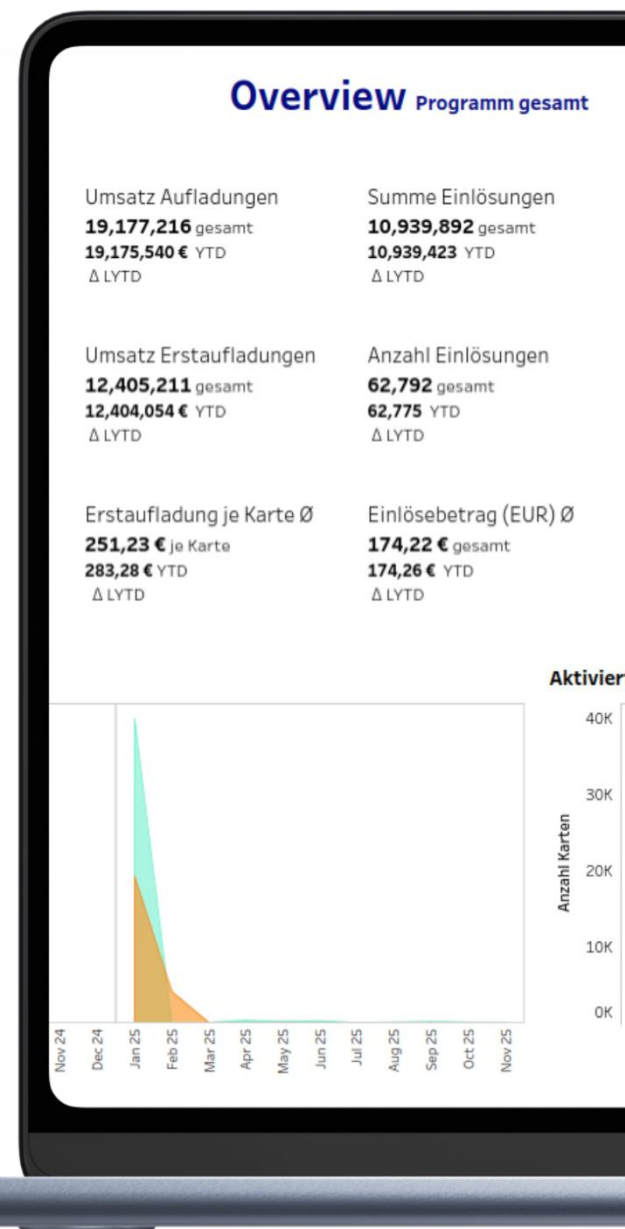 Overview Programm gesamt
Umsatz Aufladungen
19,177,216 gesamt
19,175,540 € YTD
Δ LYTD
Summe Einlösungen
10,939,892 gesamt
10,939,423 YTD
Δ LYTD
Umsatz Erstaufladungen
12,405,211 gesamt
12,404,054 € YTD
Δ LYTD
Anzahl Einlösungen
62,792 gesamt
62,775 YTD
Δ LYTD
Erstaufladung je Karte Ø
251,23 € je Karte
283,28 € YTD
Δ LYTD
Einlösebetrag (EUR) Ø
174,22 € gesamt
174,26 € YTD
Δ LYTD
Nov 24
Dec 24
Jan 25
Feb 25
Mar 25
Apr 25
May 25
Jun 25
Jul 25
Aug 25
Sep 25
Oct 25
Nov 25
Aktivier
Anzahl Karten
40K
30K
20K
10K
0K